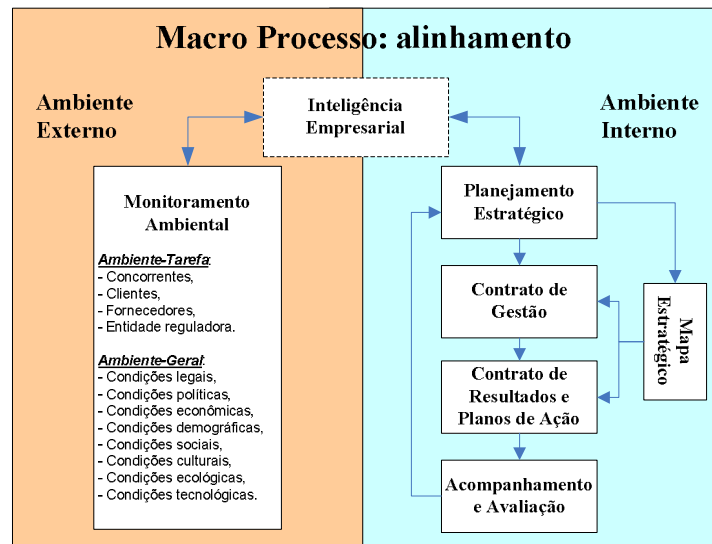 Macro Processo: alinhamento
Ambiente
Externo
Inteligência
Empresarial
Ambiente
Interno
Monitoramento
Ambiental
Ambiente-Tarefa:
- Concorrentes,
- Clientes,
- Fornecedores,
- Entidade reguladora.
Ambiente-Geral:
- Condições legais,
- Condições políticas,
- Condições econômicas,
- Condições demográficas,
- Condições sociais,
- Condições culturais,
- Condições ecológicas,
- Condições tecnológicas.
Planejamento
Estratégico
Contrato de
Gestão
Mapa
Estratégico
Contrato de
Resultados e
Planos de Ação
Acompanhamento
e Avaliação